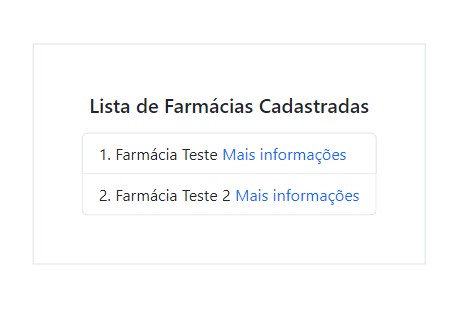 Lista de Farmácias Cadastradas
1. Farmácia Teste Mais informações
2. Farmácia Teste 2 Mais informações